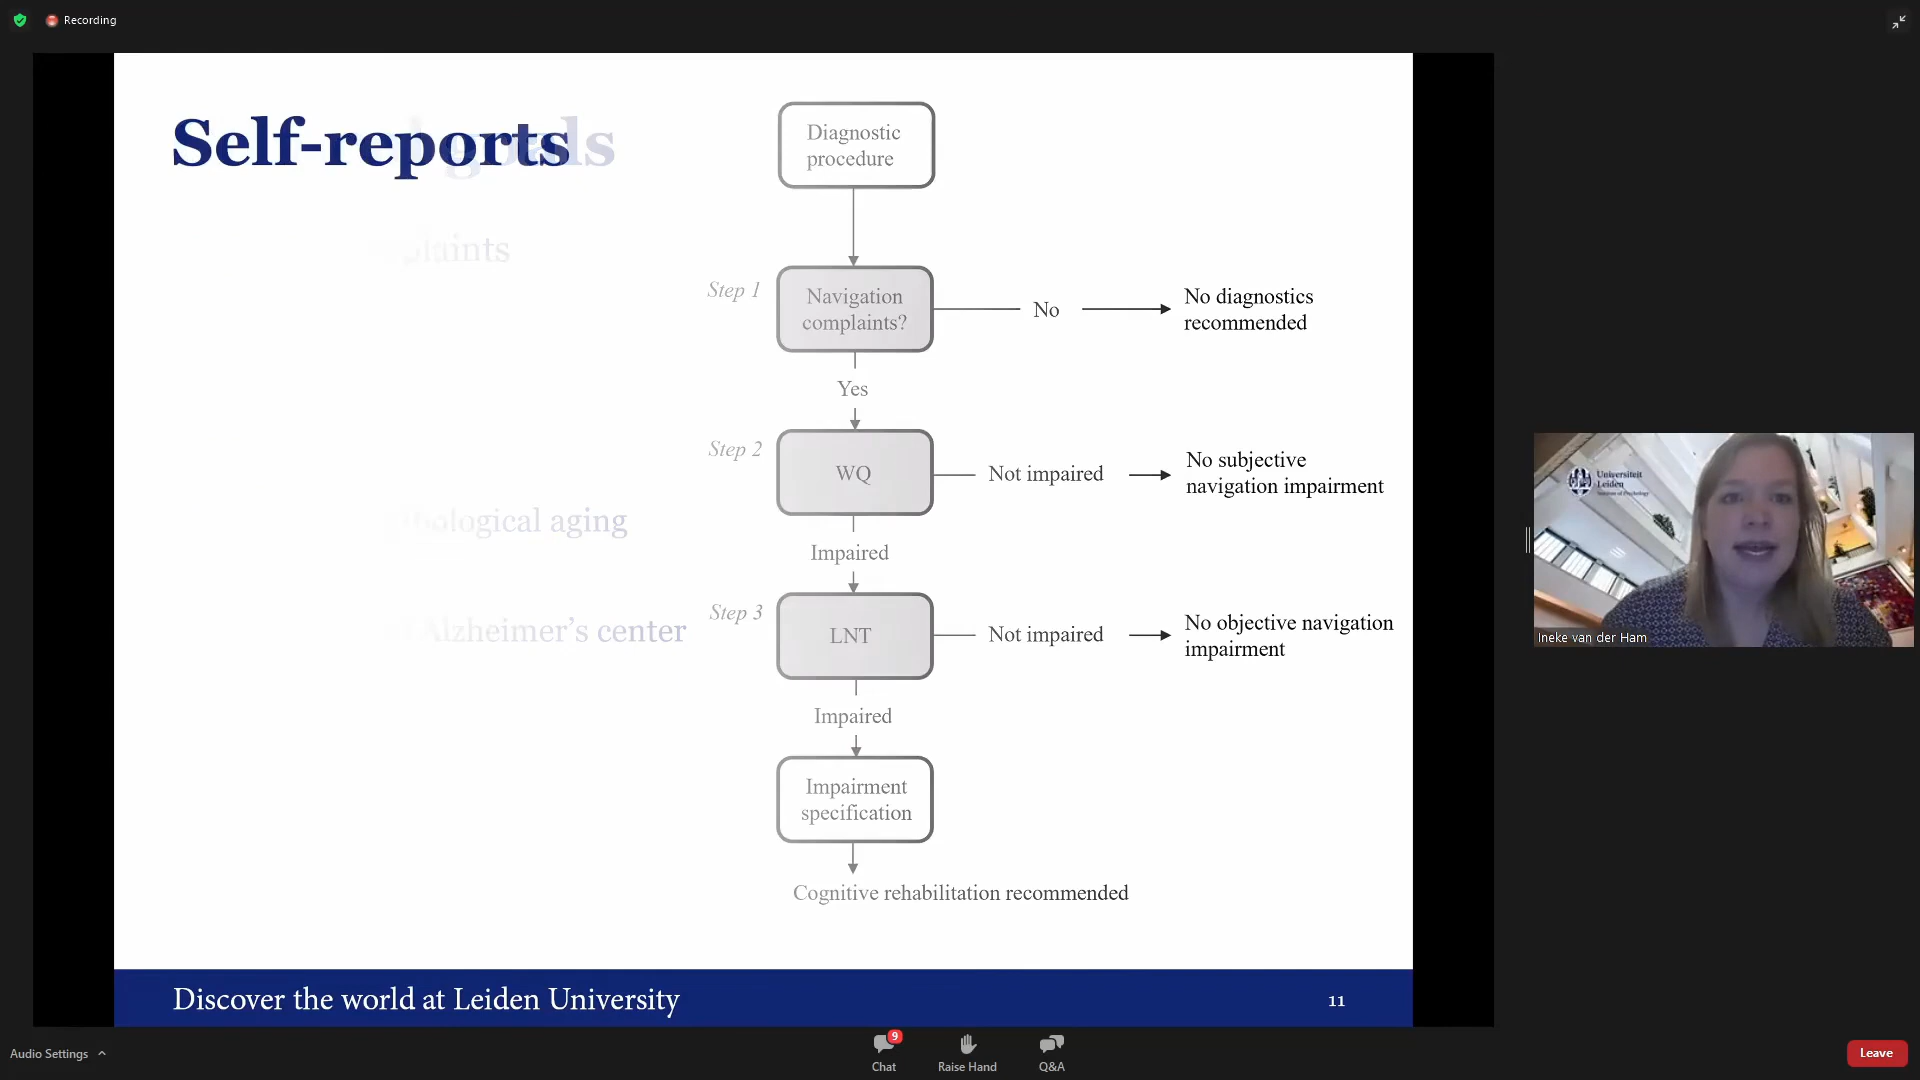 Recording
Self-reports
Diagnostic
procedure
Step 1
Navigation
complaints?
No
No diagnostics
recommended
Yes
Step 2
WQ
Not impaired
No subjective
navigation impairment
Impaired
aging
Step 3
LNT
Not impaired
No objective navigation
impairment
Alzheimer's center
Impaired
Impairment
specification
Cognitive rehabilitation recommended
Discover the world at Leiden University
11
Universiteit
Leiden
Ineke van der Ham
Audio Settings
9
Chat
Raise Hand
Q&A
Leave